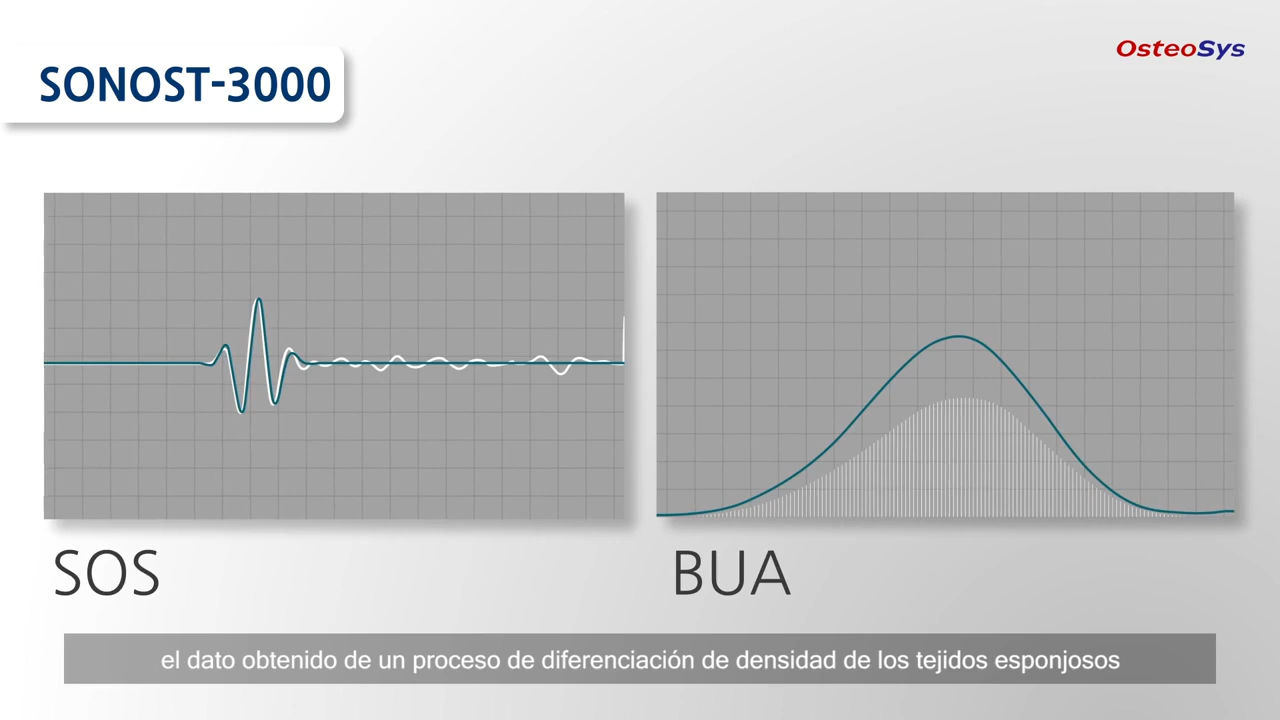 OsteoSys
SONOST-3000
SOS
BUA
el dato obtenido de un proceso de diferenciación de densidad de los tejidos esponjosos